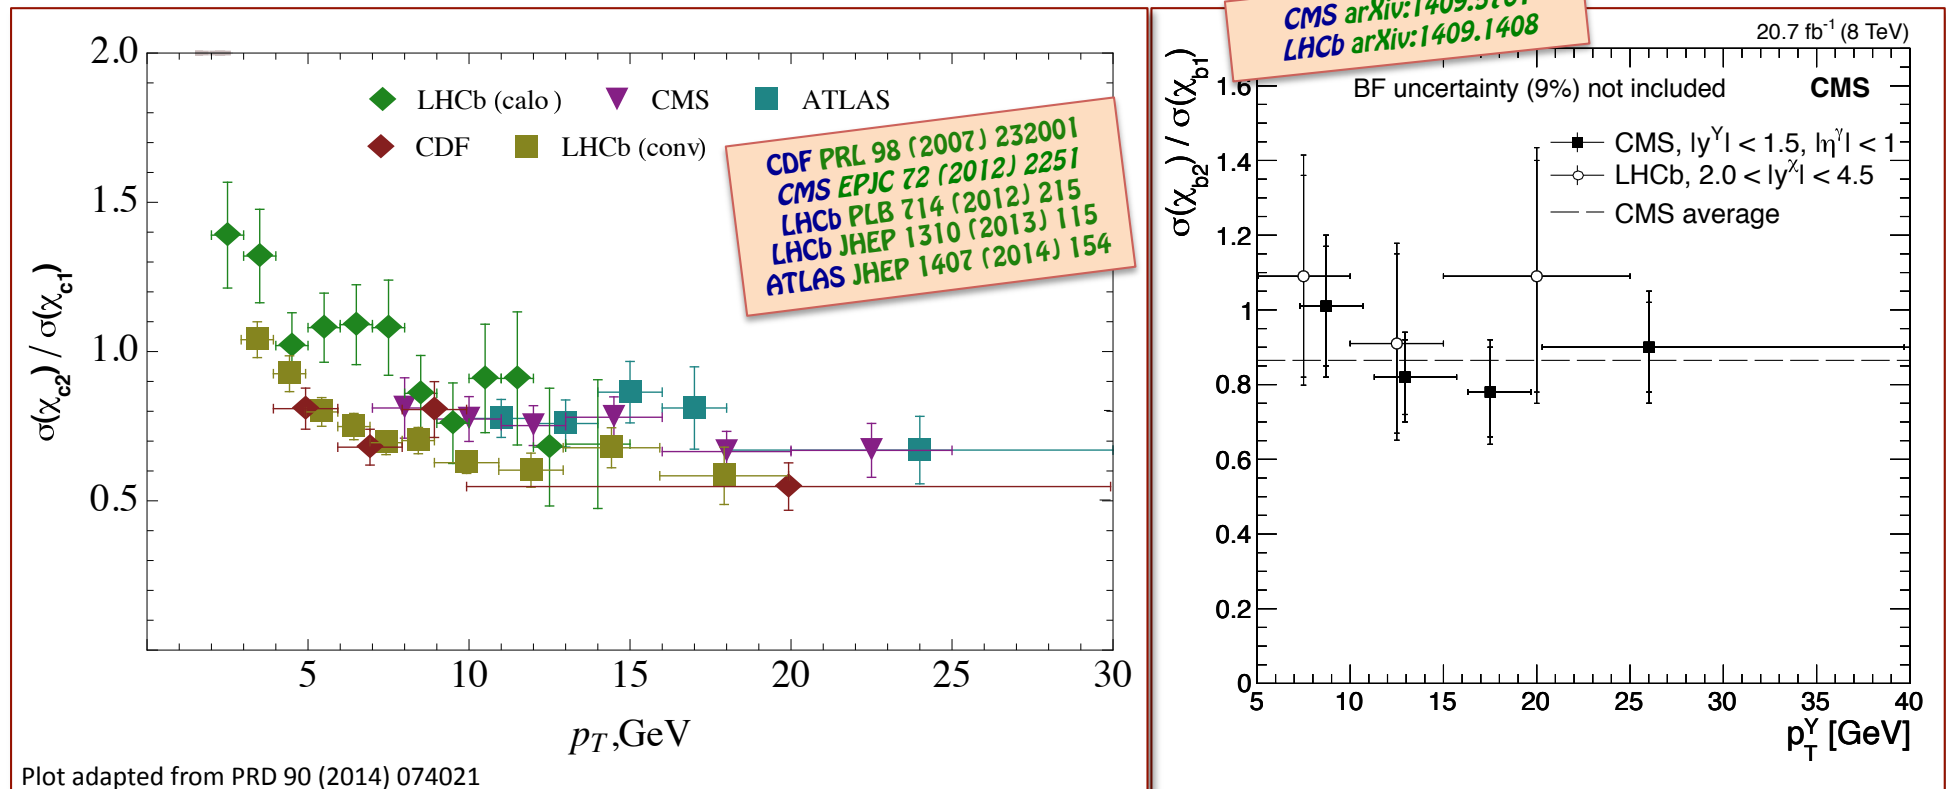 2.0
1.5
1.0
0.5
5 10 15 20 25 30
σ(χc2) / σ(χc1)
pT ,GeV
LHCb (calo) CMS ATLAS
CDF LHCb (conv)
CDF PRL 98 (2007) 232001
CMS EPJC 72 (2012) 2251
LHCb PLB 714 (2012) 215
LHCb JHEP 1310 (2013) 115
ATLAS JHEP 1407 (2014) 154
Plot adapted from PRD 90 (2014) 074021
CMS
LHCb arXiv:1409.1408
20.7 fb⁻¹ (8 TeV)
BF uncertainty (9%) not included CMS
CMS, |y^Υ| < 1.5, |η^γ| < 1
LHCb, 2.0 < |y^χ| < 4.5
CMS average
σ(χb2) / σ(χb1)
1.6
1.4
1.2
1
0.8
0.6
0.4
0.2
0
5 10 15 20 25 30 35 40
pT^Υ [GeV]